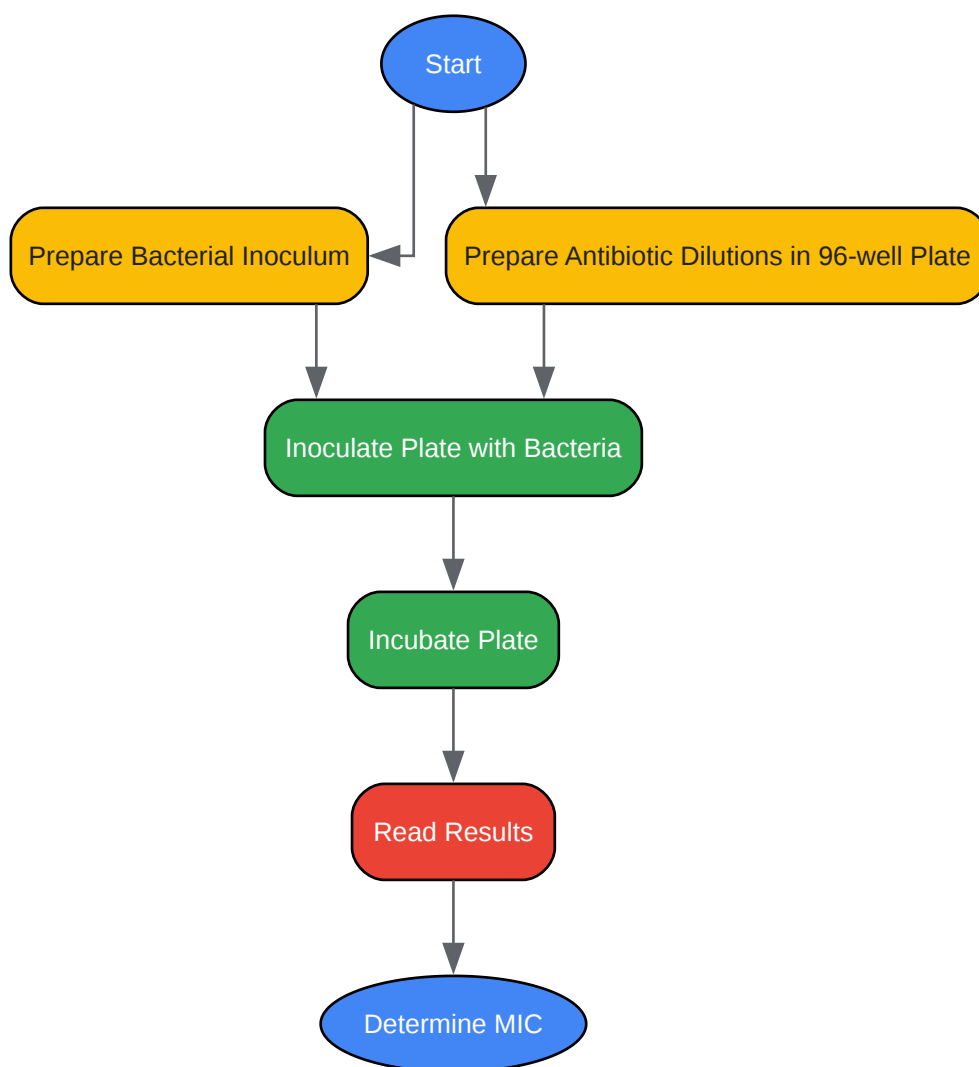 Start
Prepare Bacterial Inoculum
Prepare Antibiotic Dilutions in 96-well Plate
Inoculate Plate with Bacteria
Incubate Plate
Read Results
Determine MIC